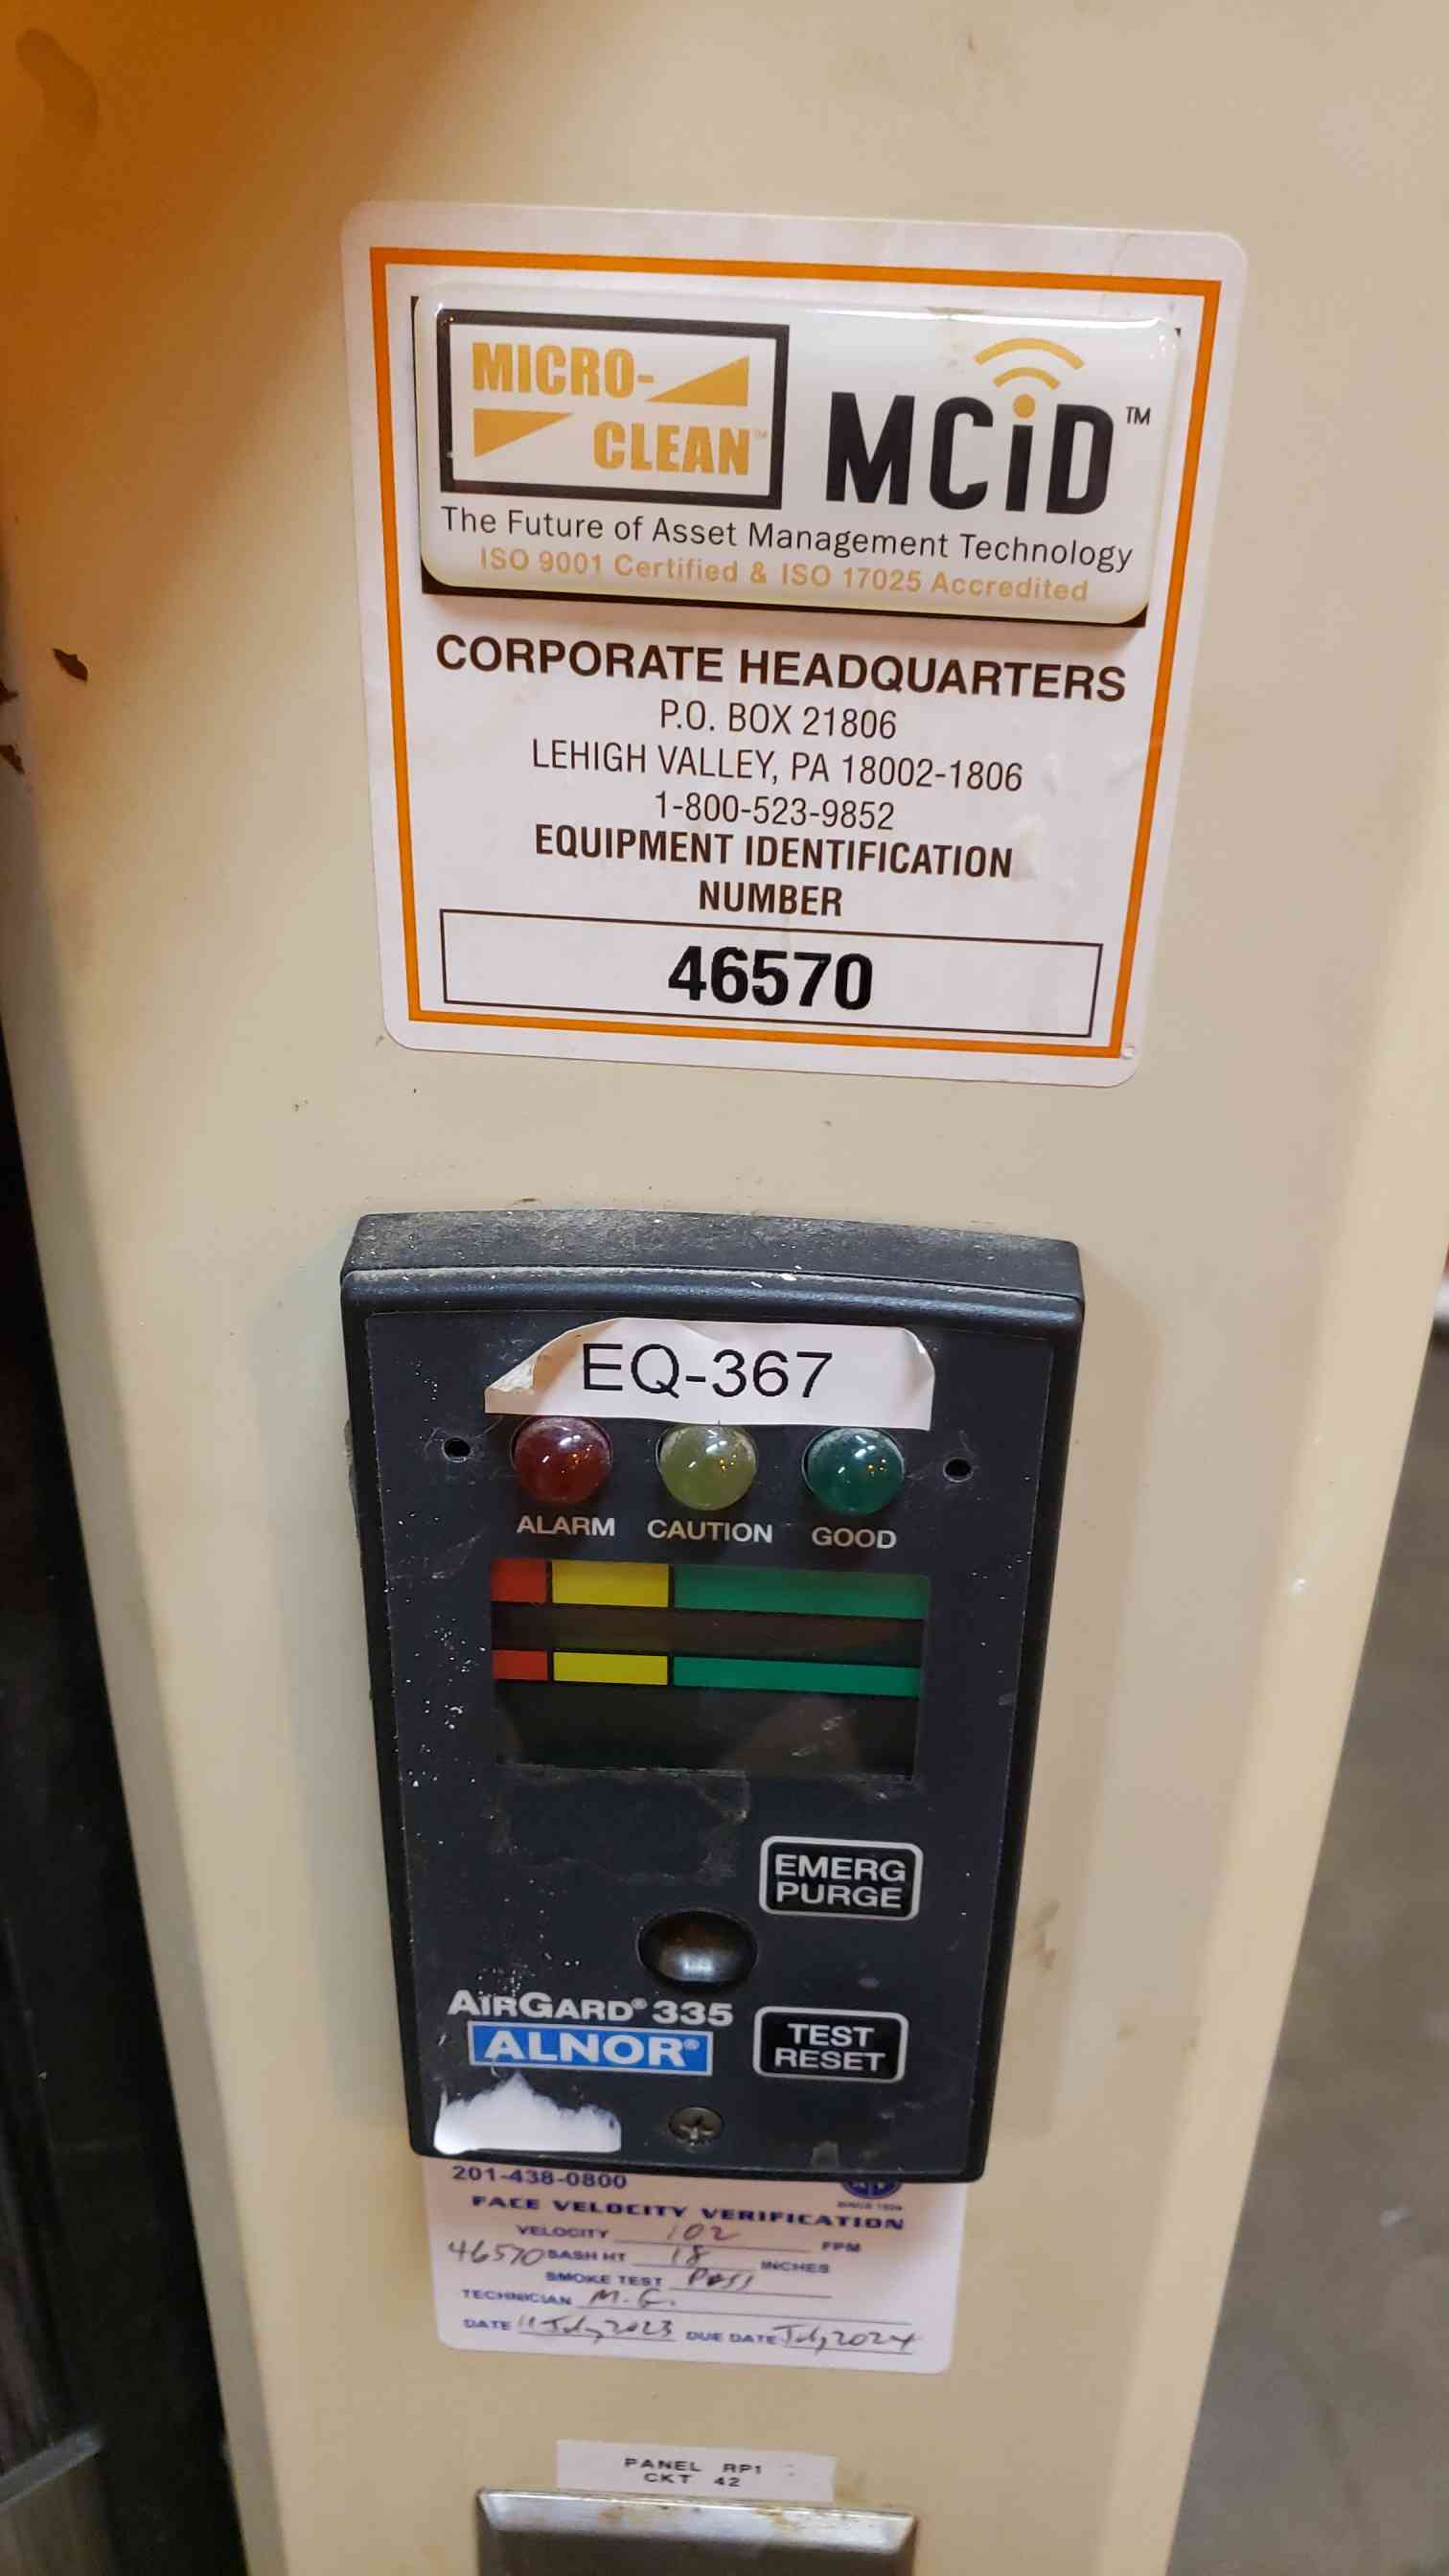 MICRO-
CLEAN™
MCiD™
The Future of Asset Management Technology
ISO 9001 Certified & ISO 17025 Accredited
CORPORATE HEADQUARTERS
P.O. BOX 21806
LEHIGH VALLEY, PA 18002-1806
1-800-523-9852
EQUIPMENT IDENTIFICATION
NUMBER
46570
EQ-367
ALARM CAUTION GOOD
EMERG
PURGE
AIRGARD® 335
ALNOR®
TEST
RESET
201-438-0800
FACE VELOCITY VERIFICATION
VELOCITY 102 FPM
46570 SASH HT 18 INCHES
SMOKE TEST Pass
TECHNICIAN M.G.
DATE 11 July 2023 DUE DATE July 2024
PANEL RP1
CKT 42